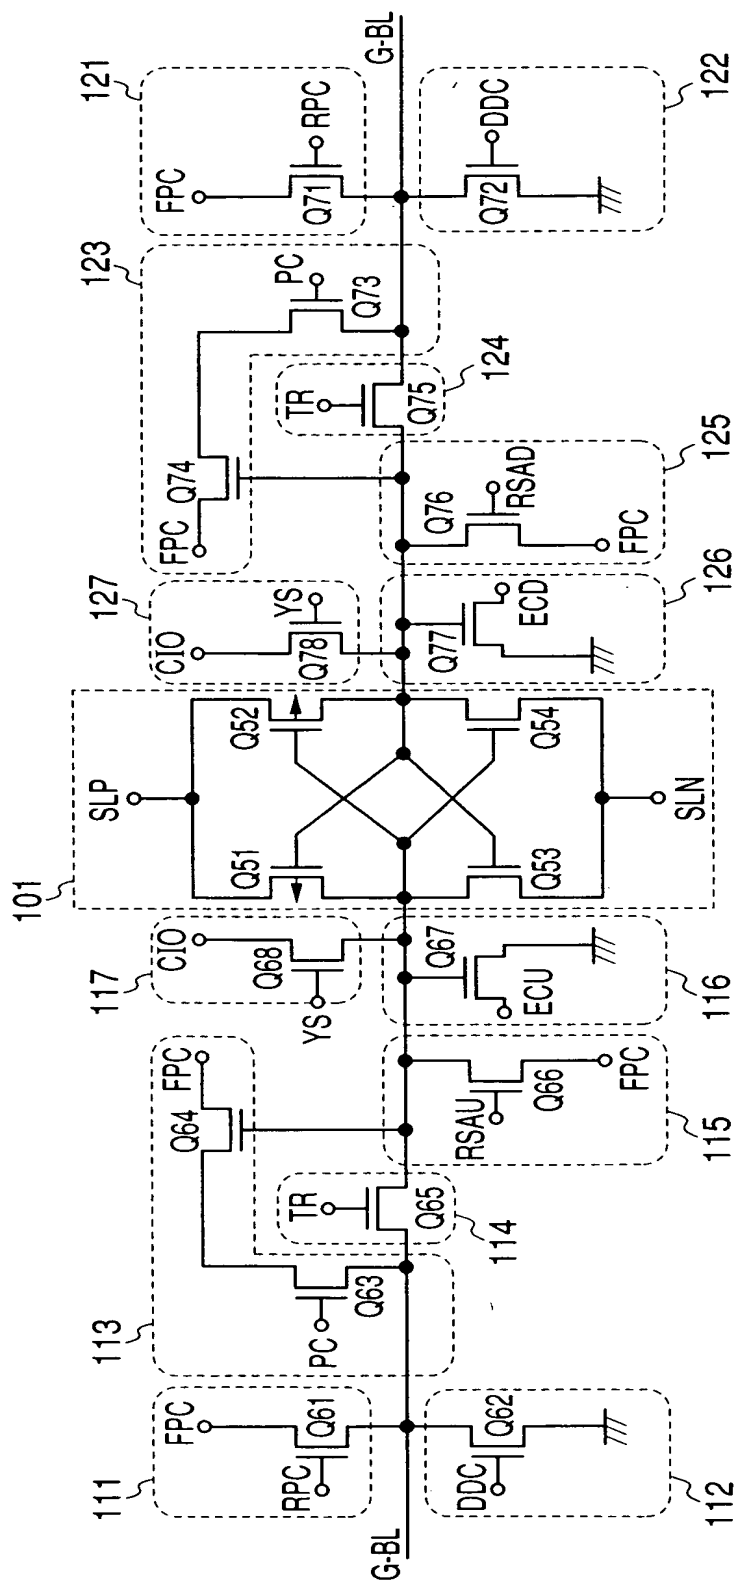 G-BL
111
FPC
RPC
Q61
112
DDC
Q62
113
PC
Q63
Q64
FPC
114
TR
Q65
115
RSAU
Q66
FPC
116
Q67
ECU
117
CIO
YS
Q68
101
SLP
Q51
Q52
Q53
Q54
SLN
127
CIO
YS
Q78
126
Q77
ECD
125
Q76
RSAD
FPC
124
TR
Q75
123
FPC
Q74
PC
Q73
121
FPC
RPC
Q71
122
DDC
Q72
G-BL